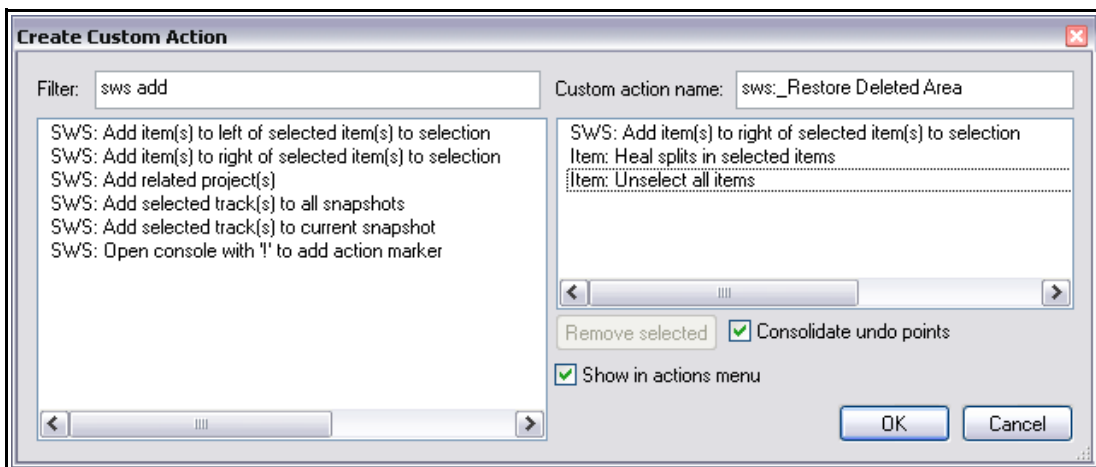 Create Custom Action
Filter: sws add
Custom action name: sws:_Restore Deleted Area
SWS: Add item(s) to left of selected item(s) to selection
SWS: Add item(s) to right of selected item(s) to selection
SWS: Add related project(s)
SWS: Add selected track(s) to all snapshots
SWS: Add selected track(s) to current snapshot
SWS: Open console with '!' to add action marker
SWS: Add item(s) to right of selected item(s) to selection
Item: Heal splits in selected items
Item: Unselect all items
Remove selected
Consolidate undo points
Show in actions menu
OK
Cancel